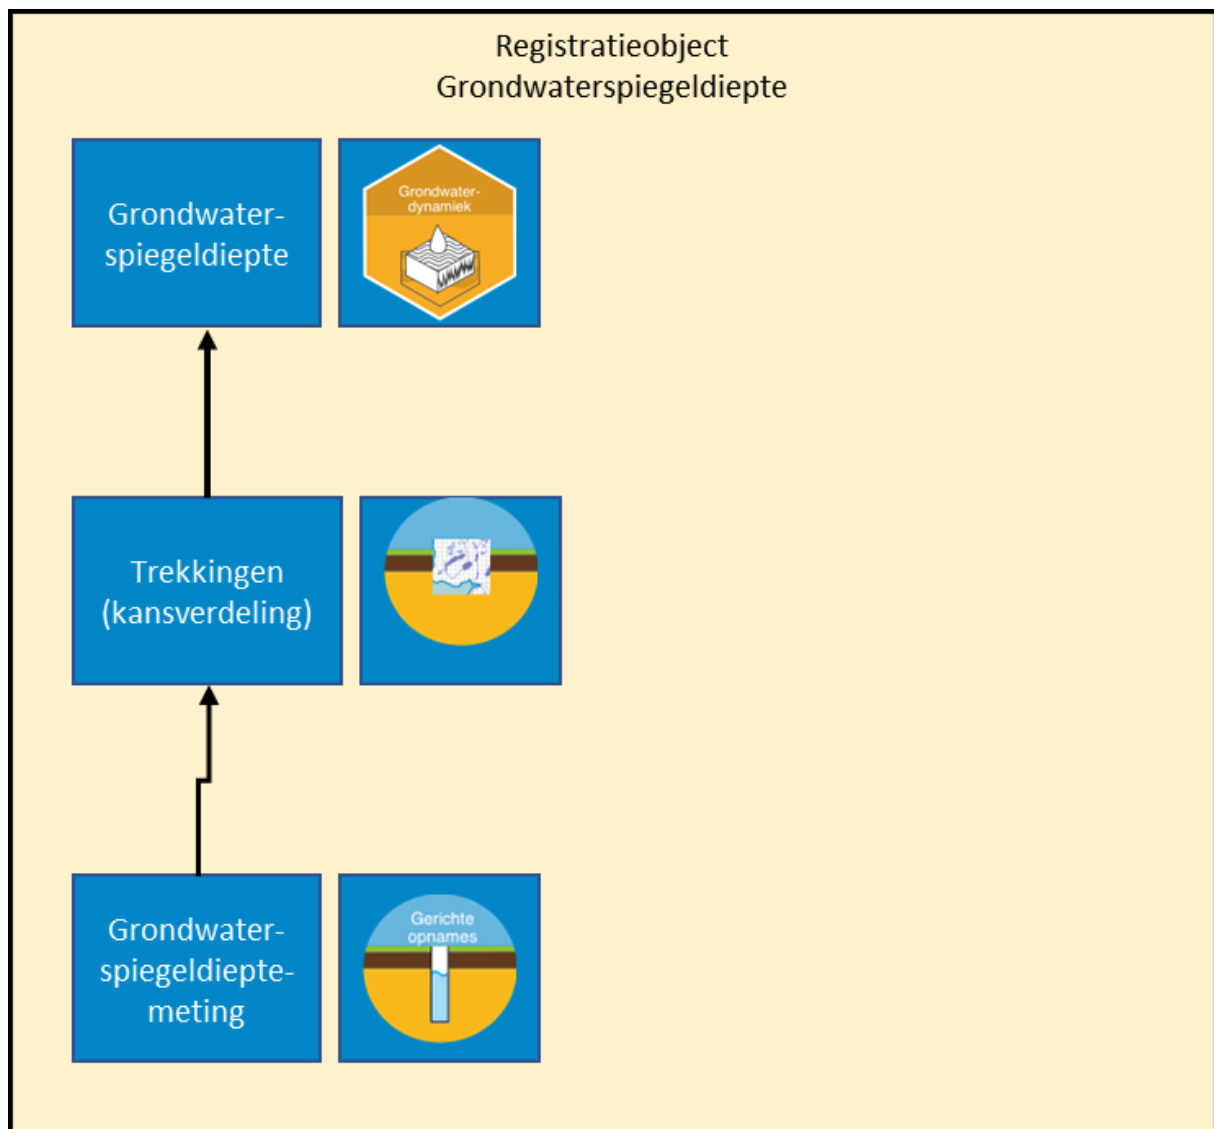 Registratieobject
Grondwaterspiegeldiepte
Grondwater-
spiegeldiepte
Grondwater-
dynamiek
Trekkingen
(kansverdeling)
Grondwater-
spiegeldiepte-
meting
Gerichte
opnames